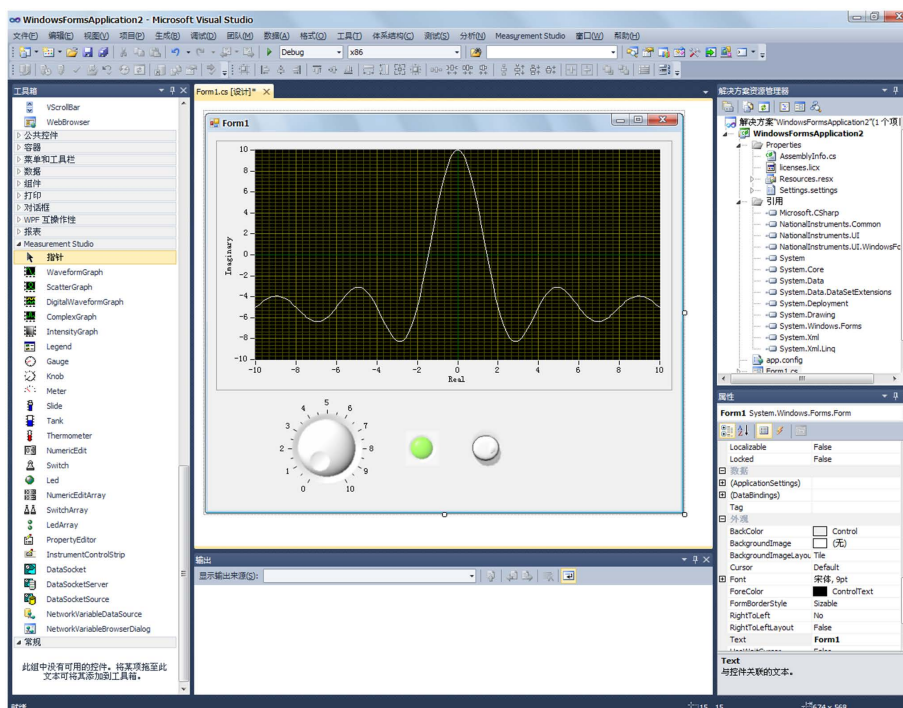 WindowsFormsApplication2 - Microsoft Visual Studio
文件(F) 编辑(E) 视图(V) 项目(P) 生成(B) 调试(D) 团队(M) 数据(A) 格式(O) 工具(T) 体系结构(C) 测试(S) 分析(N) Measurement Studio 窗口(W) 帮助(H)
Debug x86
工具箱
VScrollBar
WebBrowser
公共控件
容器
菜单和工具栏
数据
组件
打印
对话框
WPF 互操作性
报表
Measurement Studio
指针
WaveformGraph
ScatterGraph
DigitalWaveformGraph
ComplexGraph
IntensityGraph
Legend
Gauge
Knob
Meter
Slide
Tank
Thermometer
NumericEdit
Switch
Led
NumericEditArray
SwitchArray
LedArray
PropertyEditor
InstrumentControlStrip
DataSocket
DataSocketServer
DataSocketSource
NetworkVariableDataSource
NetworkVariableBrowserDialog
常规
此组中没有可用的控件。将某项拖至此
文本可将其添加到工具箱。
就绪
Form1.cs [设计]*
Form1
10
8
6
4
2
0
-2
-4
-6
-8
-10
Imaginary
-10 -8 -6 -4 -2 0 2 4 6 8 10
Real
0 1 2 3 4 5 6 7 8 9 10
输出
显示输出来源(S):
解决方案资源管理器
解决方案"WindowsFormsApplication2"(1 个项
WindowsFormsApplication2
Properties
AssemblyInfo.cs
licenses.licx
Resources.resx
Settings.settings
引用
Microsoft.CSharp
NationalInstruments.Common
NationalInstruments.UI
NationalInstruments.UI.WindowsFo
System
System.Core
System.Data
System.Data.DataSetExtensions
System.Deployment
System.Drawing
System.Windows.Forms
System.Xml
System.Xml.Linq
app.config
Form1.cs
属性
Form1 System.Windows.Forms.Form
Localizable False
Locked False
数据
(ApplicationSettings)
(DataBindings)
Tag
外观
BackColor Control
BackgroundImage (无)
BackgroundImageLayou Tile
Cursor Default
Font 宋体, 9pt
ForeColor ControlText
FormBorderStyle Sizable
RightToLeft No
RightToLeftLayout False
Text Form1
UseWaitCursor False
Text
与控件关联的文本。
15, 15 674 x 568